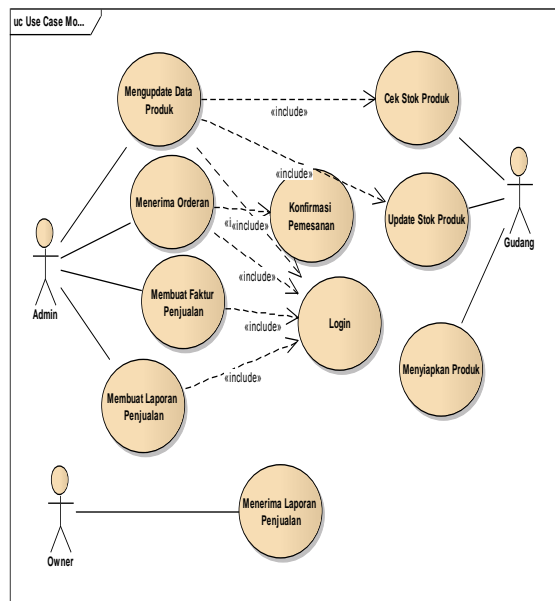 uc Use Case Mo...
Mengupdate Data
Produk
Cek Stok Produk
«include»
«include»
Menerima Orderan
Konfirmasi
Pemesanan
Update Stok Produk
Gudang
«include»
Admin
Membuat Faktur
Penjualan
«include»
Login
«include»
Menyiapkan Produk
Membuat Laporan
Penjualan
«include»
Owner
Menerima Laporan
Penjualan